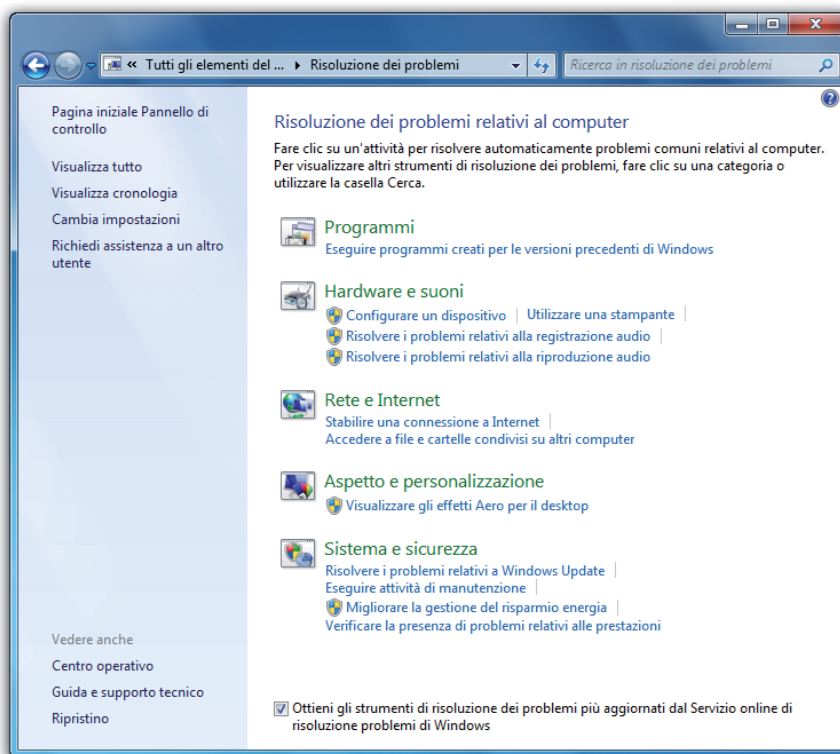 « Tutti gli elementi del ... ▸ Risoluzione dei problemi
Ricerca in risoluzione dei problemi
Pagina iniziale Pannello di
controllo
Visualizza tutto
Visualizza cronologia
Cambia impostazioni
Richiedi assistenza a un altro
utente
Vedere anche
Centro operativo
Guida e supporto tecnico
Ripristino
Risoluzione dei problemi relativi al computer
Fare clic su un'attività per risolvere automaticamente problemi comuni relativi al computer.
Per visualizzare altri strumenti di risoluzione dei problemi, fare clic su una categoria o
utilizzare la casella Cerca.
Programmi
Eseguire programmi creati per le versioni precedenti di Windows
Hardware e suoni
Configurare un dispositivo | Utilizzare una stampante |
Risolvere i problemi relativi alla registrazione audio |
Risolvere i problemi relativi alla riproduzione audio
Rete e Internet
Stabilire una connessione a Internet |
Accedere a file e cartelle condivisi su altri computer
Aspetto e personalizzazione
Visualizzare gli effetti Aero per il desktop
Sistema e sicurezza
Risolvere i problemi relativi a Windows Update |
Eseguire attività di manutenzione |
Migliorare la gestione del risparmio energia |
Verificare la presenza di problemi relativi alle prestazioni
Ottieni gli strumenti di risoluzione dei problemi più aggiornati dal Servizio online di
risoluzione problemi di Windows